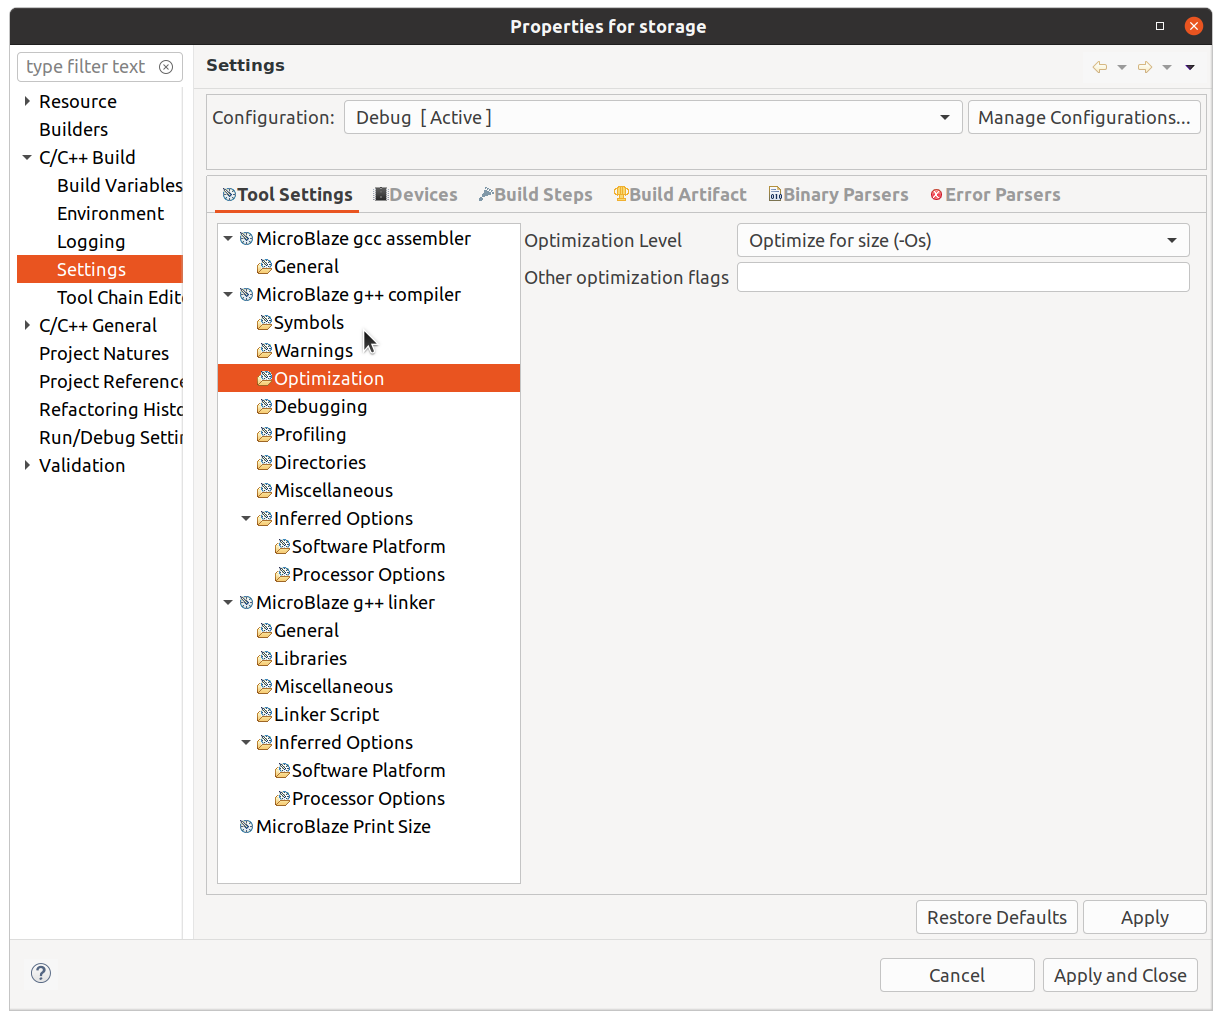 Properties for storage
type filter text
Resource
Builders
C/C++ Build
Build Variables
Environment
Logging
Settings
Tool Chain Edit
C/C++ General
Project Natures
Project Reference
Refactoring Histo
Run/Debug Settin
Validation
Settings
Configuration: Debug [ Active ] Manage Configurations...
Tool Settings Devices Build Steps Build Artifact Binary Parsers Error Parsers
MicroBlaze gcc assembler
General
MicroBlaze g++ compiler
Symbols
Warnings
Optimization
Debugging
Profiling
Directories
Miscellaneous
Inferred Options
Software Platform
Processor Options
MicroBlaze g++ linker
General
Libraries
Miscellaneous
Linker Script
Inferred Options
Software Platform
Processor Options
MicroBlaze Print Size
Optimization Level Optimize for size (-Os)
Other optimization flags
Restore Defaults Apply
? Cancel Apply and Close